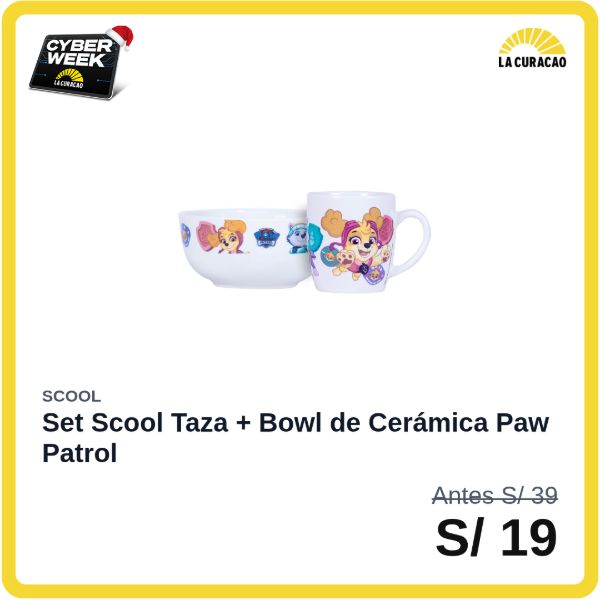 CYBER
WEEK
LA CURACAO
LA CURACAO
SCOOL
Set Scool Taza + Bowl de Cerámica Paw
Patrol
Antes S/ 39
S/ 19